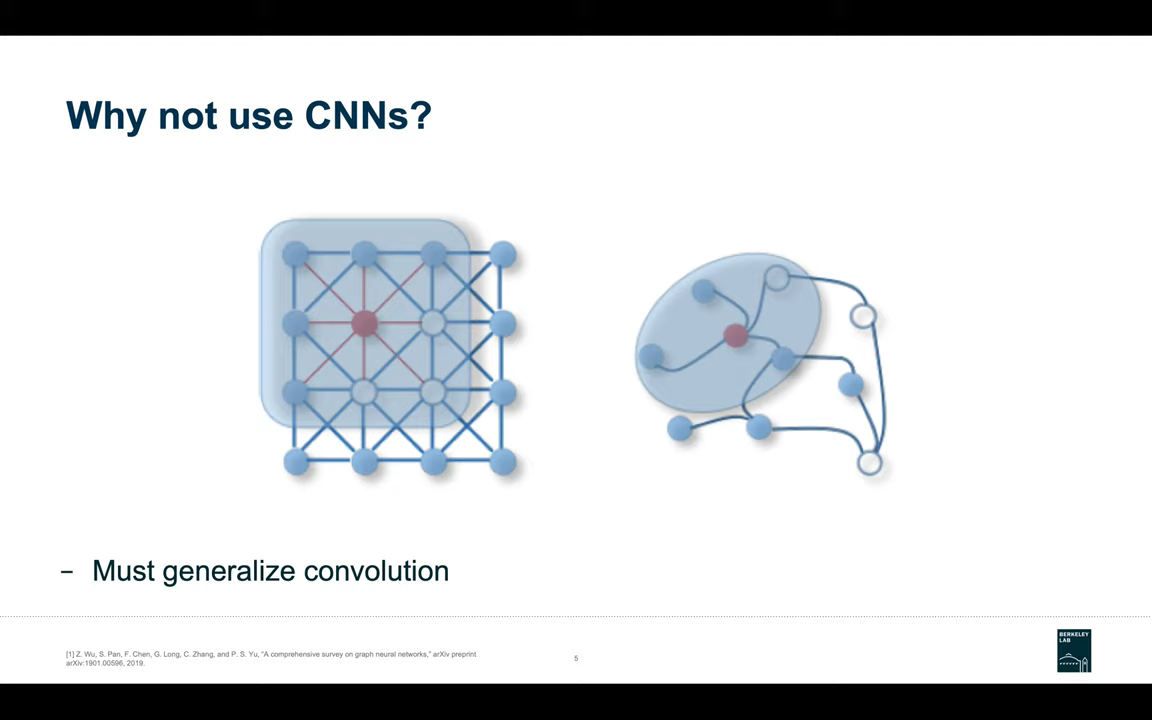 Why not use CNNs?
– Must generalize convolution
[1] Z. Wu, S. Pan, F. Chen, G. Long, C. Zhang, and P. S. Yu, "A comprehensive survey on graph neural networks," arXiv preprint
arXiv:1901.00596, 2019.
5
BERKELEY
LAB